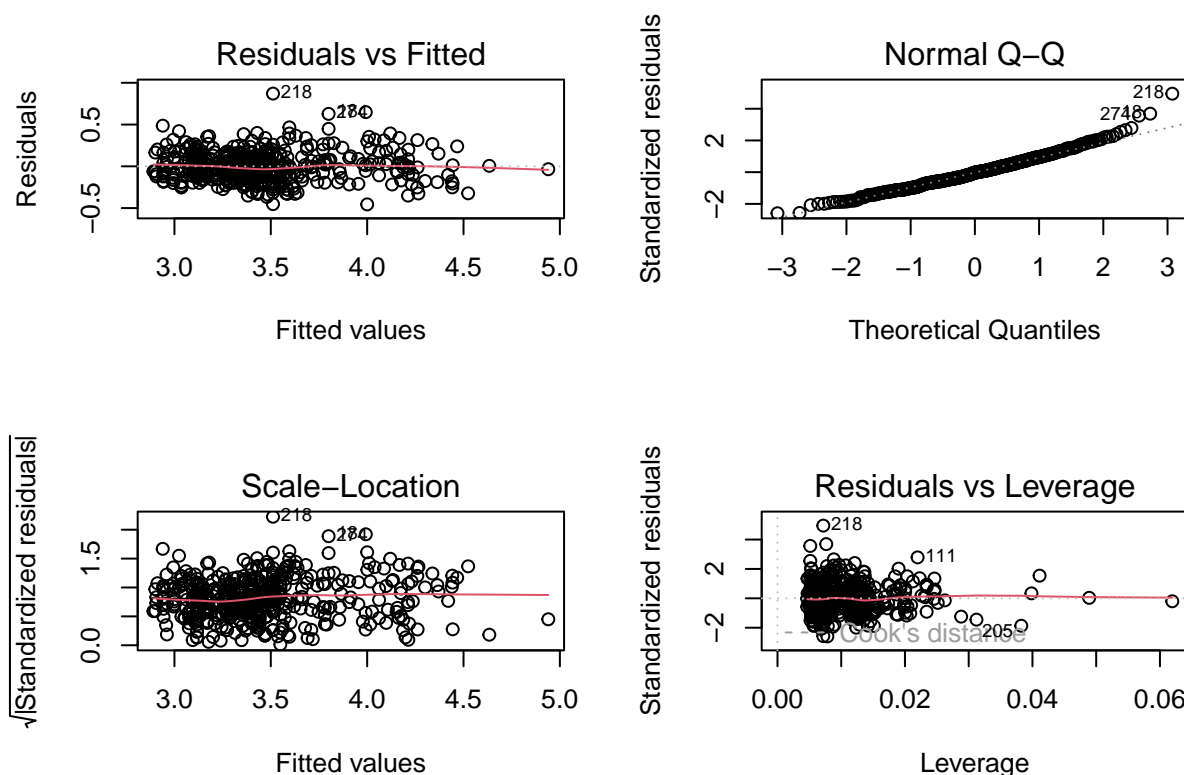 Residuals vs Fitted
Residuals
0.5
−0.5
218
274
3.0 3.5 4.0 4.5 5.0
Fitted values
Normal Q−Q
Standardized residuals
2
−2
218
274
−3 −2 −1 0 1 2 3
Theoretical Quantiles
Scale−Location
√|Standardized residuals|
1.5
0.0
218
274
3.0 3.5 4.0 4.5 5.0
Fitted values
Residuals vs Leverage
Standardized residuals
2
−2
218
111
205
Cook's distance
0.00 0.02 0.04 0.06
Leverage